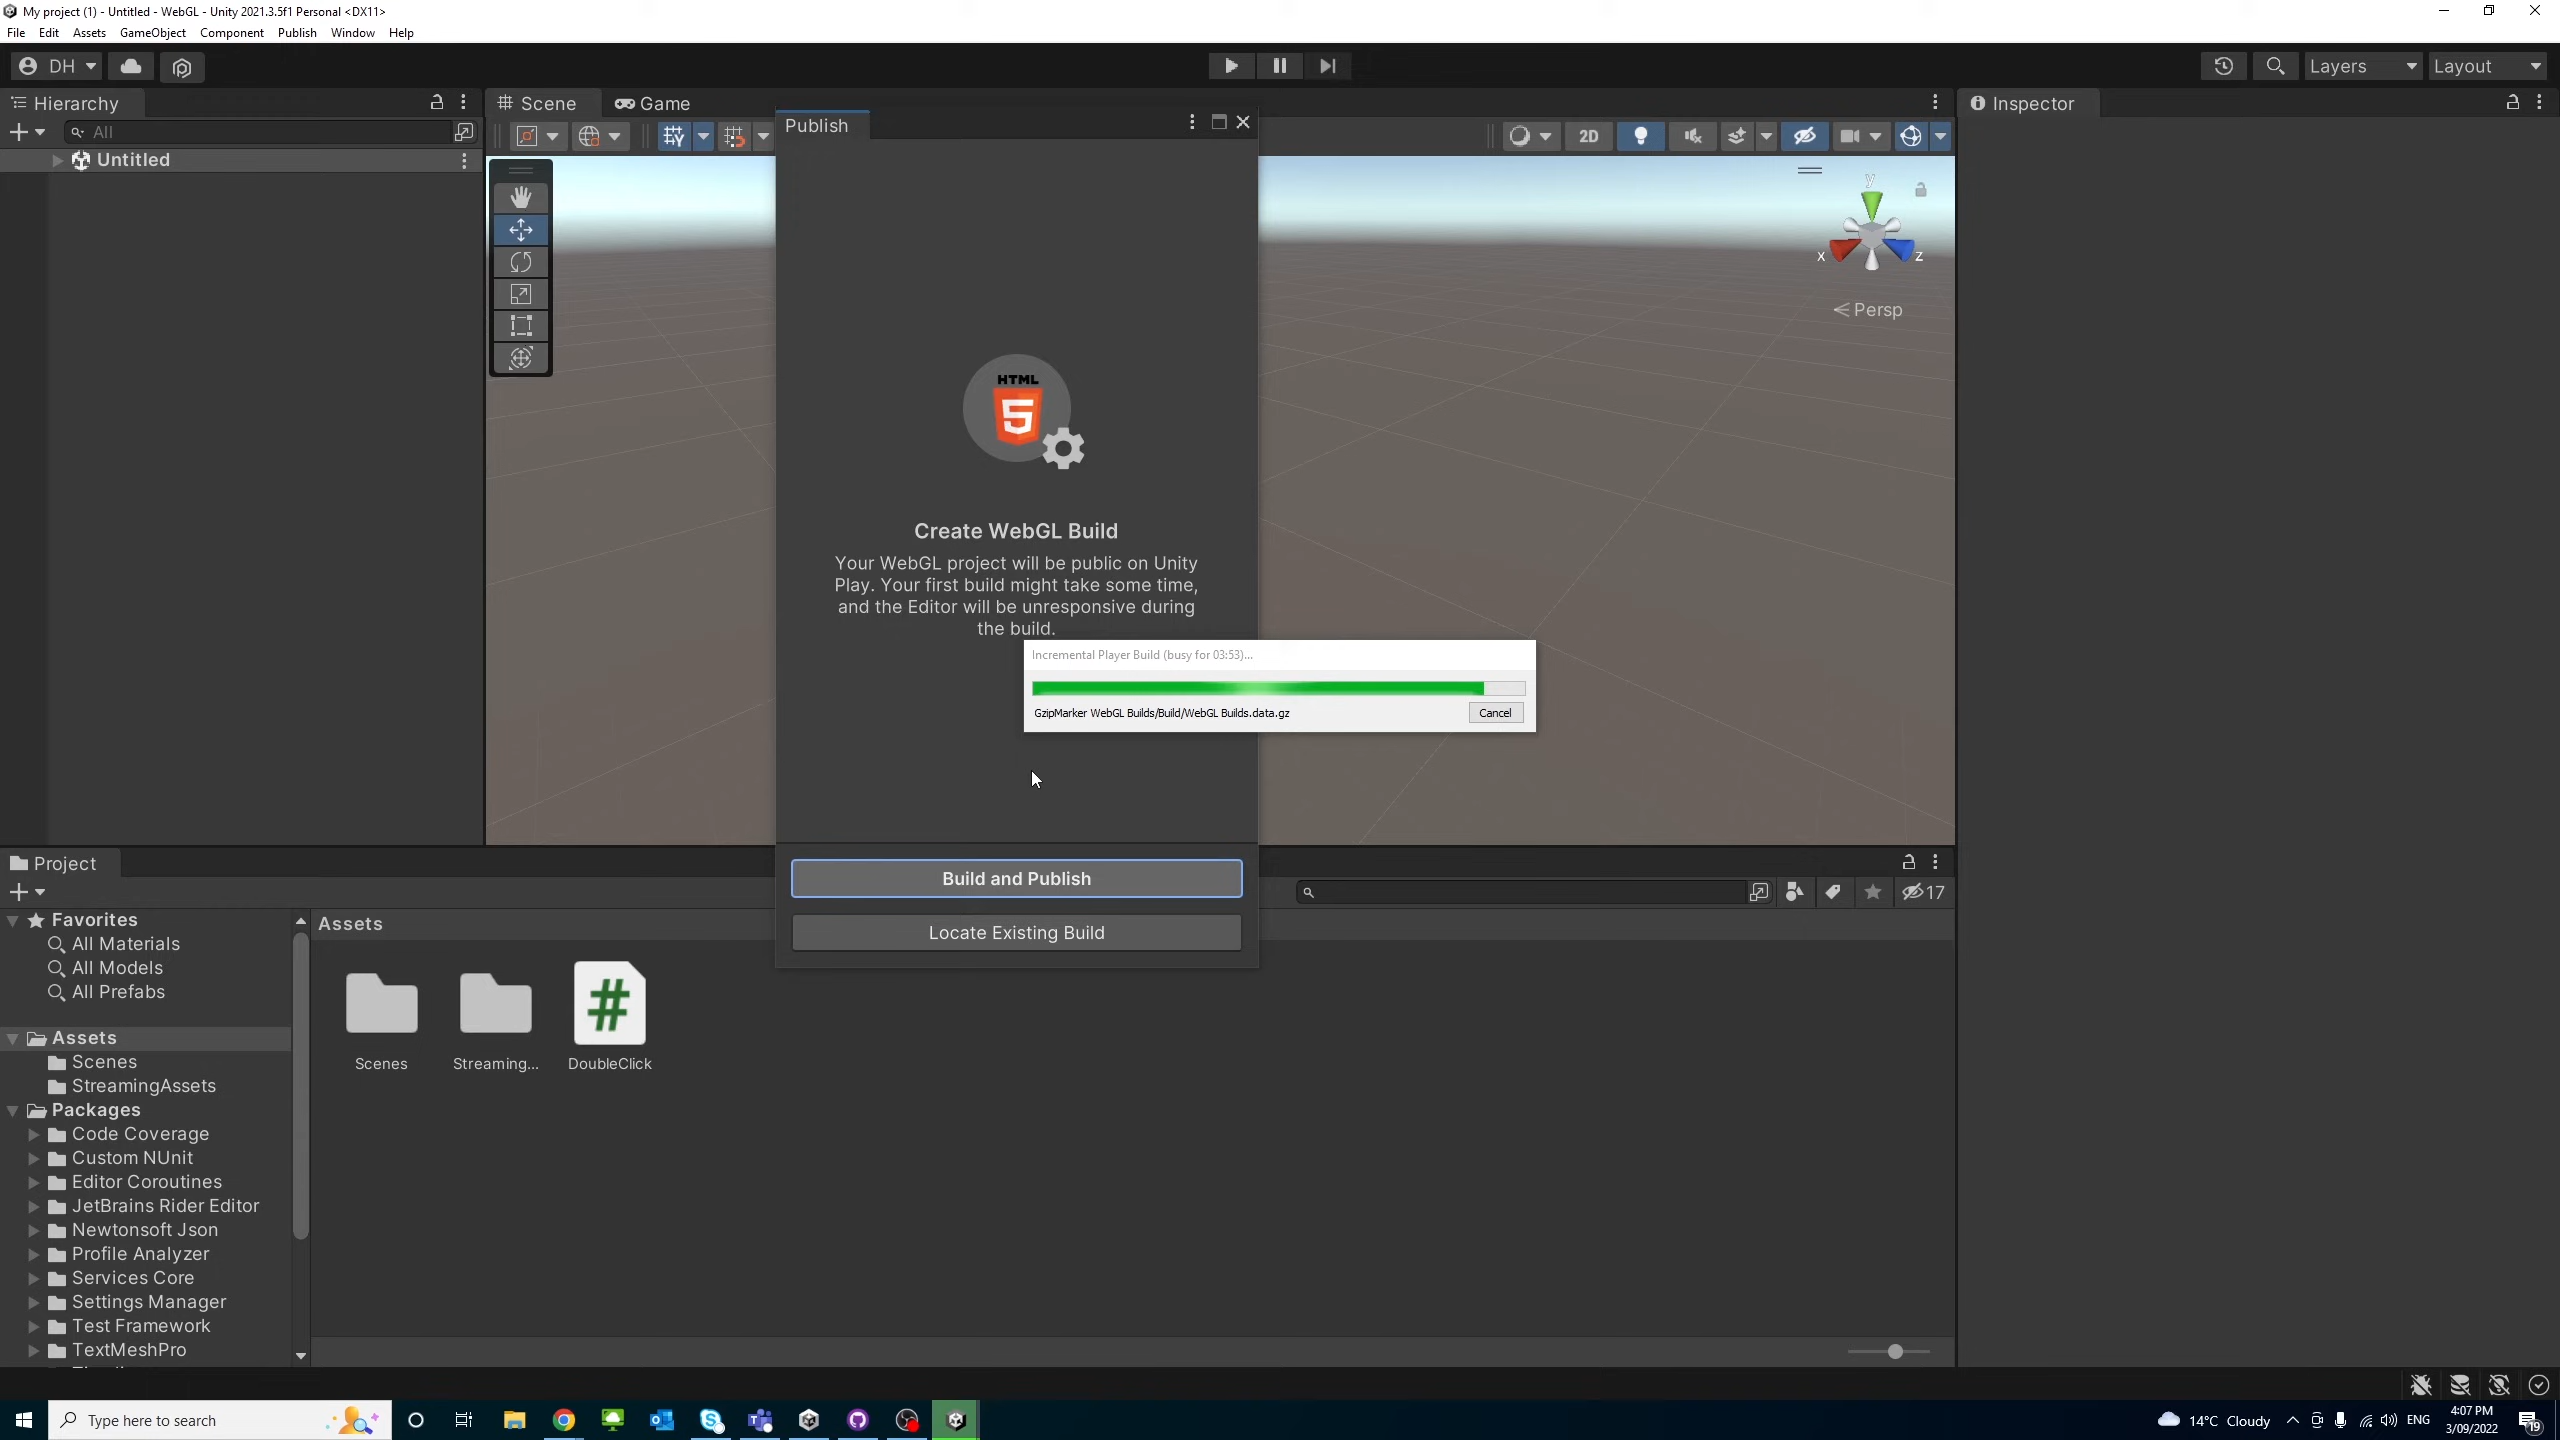 My project (1) - Untitled - WebGL - Unity 2021.3.5f1 Personal <DX11>
File Edit Assets GameObject Component Publish Window Help
DH
Layers
Layout
Hierarchy
Scene
Game
Inspector
All
Untitled
Publish
2D
y
x
z
Persp
HTML
5
Create WebGL Build
Your WebGL project will be public on Unity
Play. Your first build might take some time,
and the Editor will be unresponsive during
the build.
Incremental Player Build (busy for 03:53)...
GzipMarker WebGL Builds/Build/WebGL Builds.data.gz
Cancel
Build and Publish
Locate Existing Build
Project
17
Favorites
All Materials
All Models
All Prefabs
Assets
Scenes
StreamingAssets
Packages
Code Coverage
Custom NUnit
Editor Coroutines
JetBrains Rider Editor
Newtonsoft Json
Profile Analyzer
Services Core
Settings Manager
Test Framework
TextMeshPro
Assets
Scenes
Streaming...
DoubleClick
Type here to search
14°C Cloudy
ENG
4:07 PM
3/09/2022
19